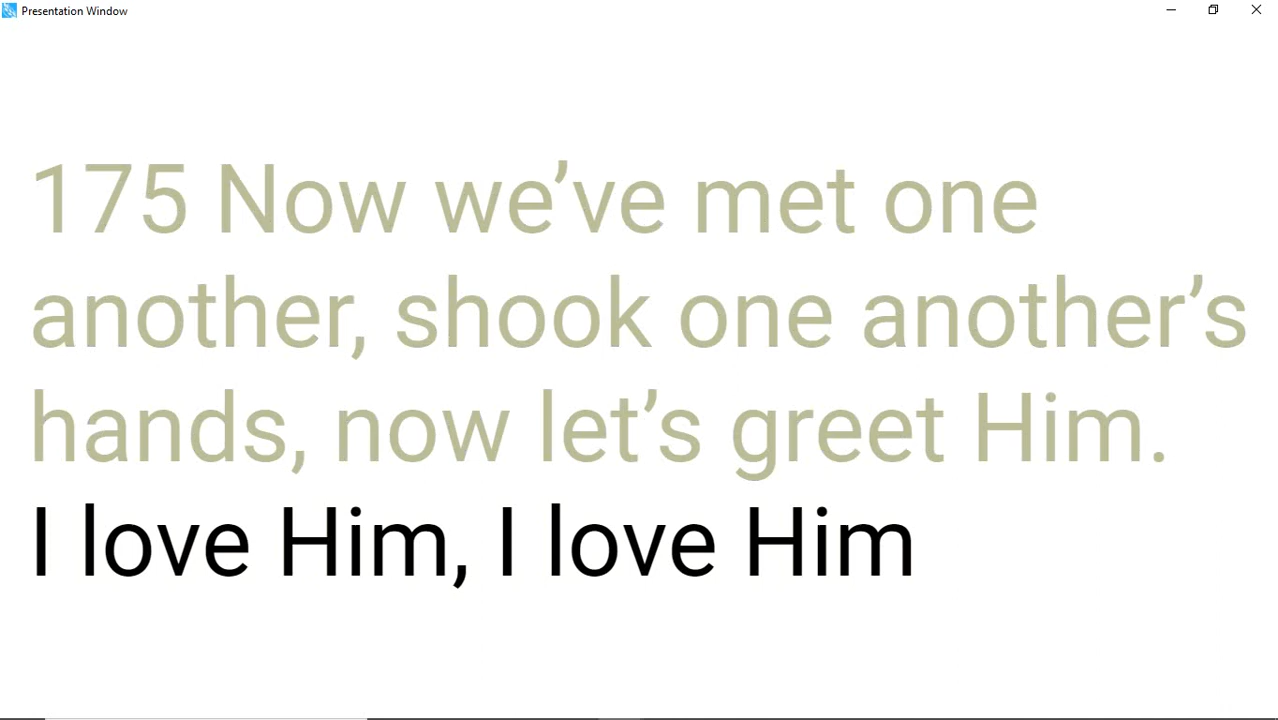 Presentation Window
175 Now we’ve met one
another, shook one another’s
hands, now let’s greet Him.
I love Him, I love Him